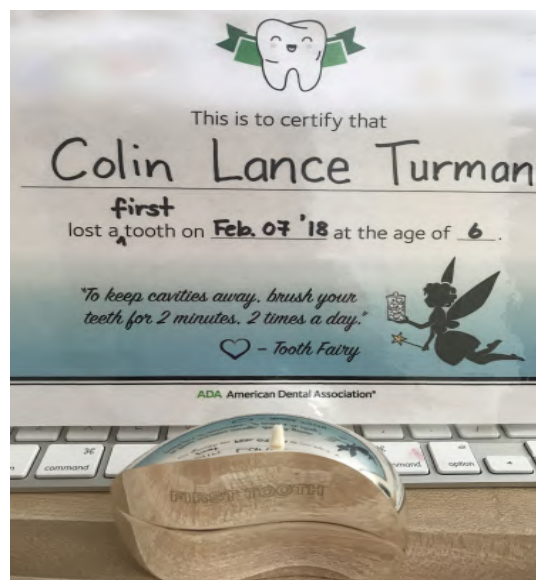 This is to certify that
Colin Lance Turman
first
lost a ^ tooth on Feb. 07 '18 at the age of 6.
"To keep cavities away, brush your
teeth for 2 minutes, 2 times a day."
– Tooth Fairy
ADA American Dental Association®
⌘ command
option
FIRST TOOTH